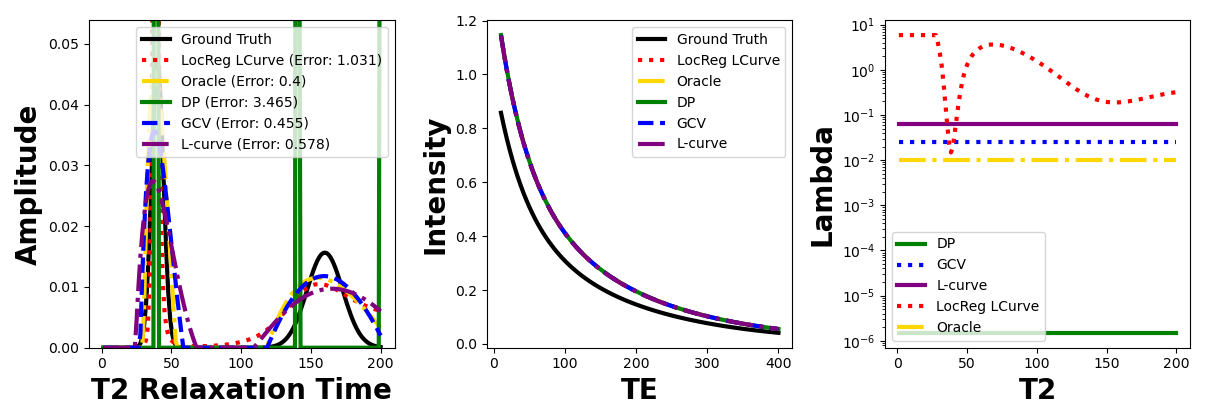 0.05
0.04
0.03
0.02
0.01
0.00
Amplitude
0
50
100
150
200
T2 Relaxation Time
Ground Truth
LocReg LCurve (Error: 1.031)
Oracle (Error: 0.4)
DP (Error: 3.465)
GCV (Error: 0.455)
L-curve (Error: 0.578)
1.2
1.0
0.8
0.6
0.4
0.2
0.0
Intensity
0
100
200
300
400
TE
Ground Truth
LocReg LCurve
Oracle
DP
GCV
L-curve
10¹
10⁰
10⁻¹
10⁻²
10⁻³
10⁻⁴
10⁻⁵
10⁻⁶
Lambda
0
50
100
150
200
T2
DP
GCV
L-curve
LocReg LCurve
Oracle